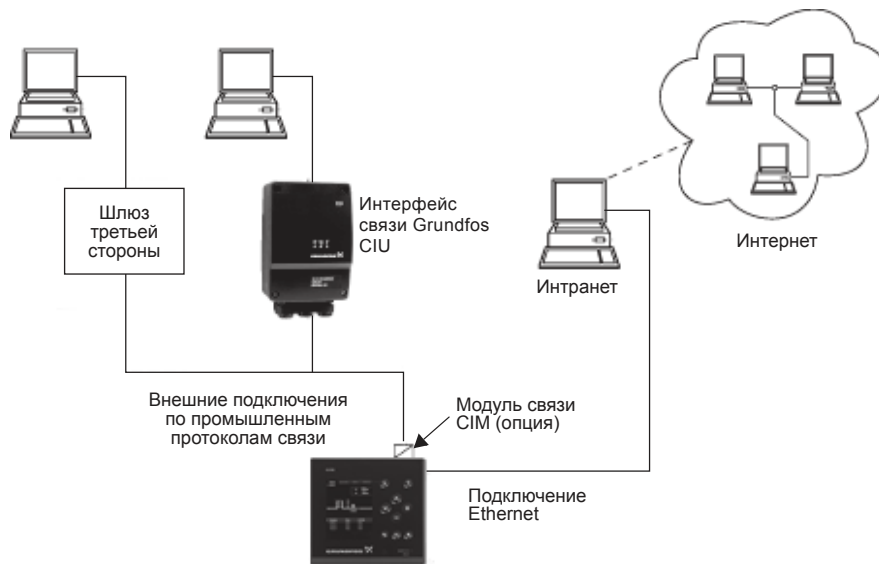 Шлюз
третьей
стороны
Интерфейс
связи Grundfos
CIU
Интранет
Интернет
Внешние подключения
по промышленным
протоколам связи
Модуль связи
CIM (опция)
Подключение
Ethernet